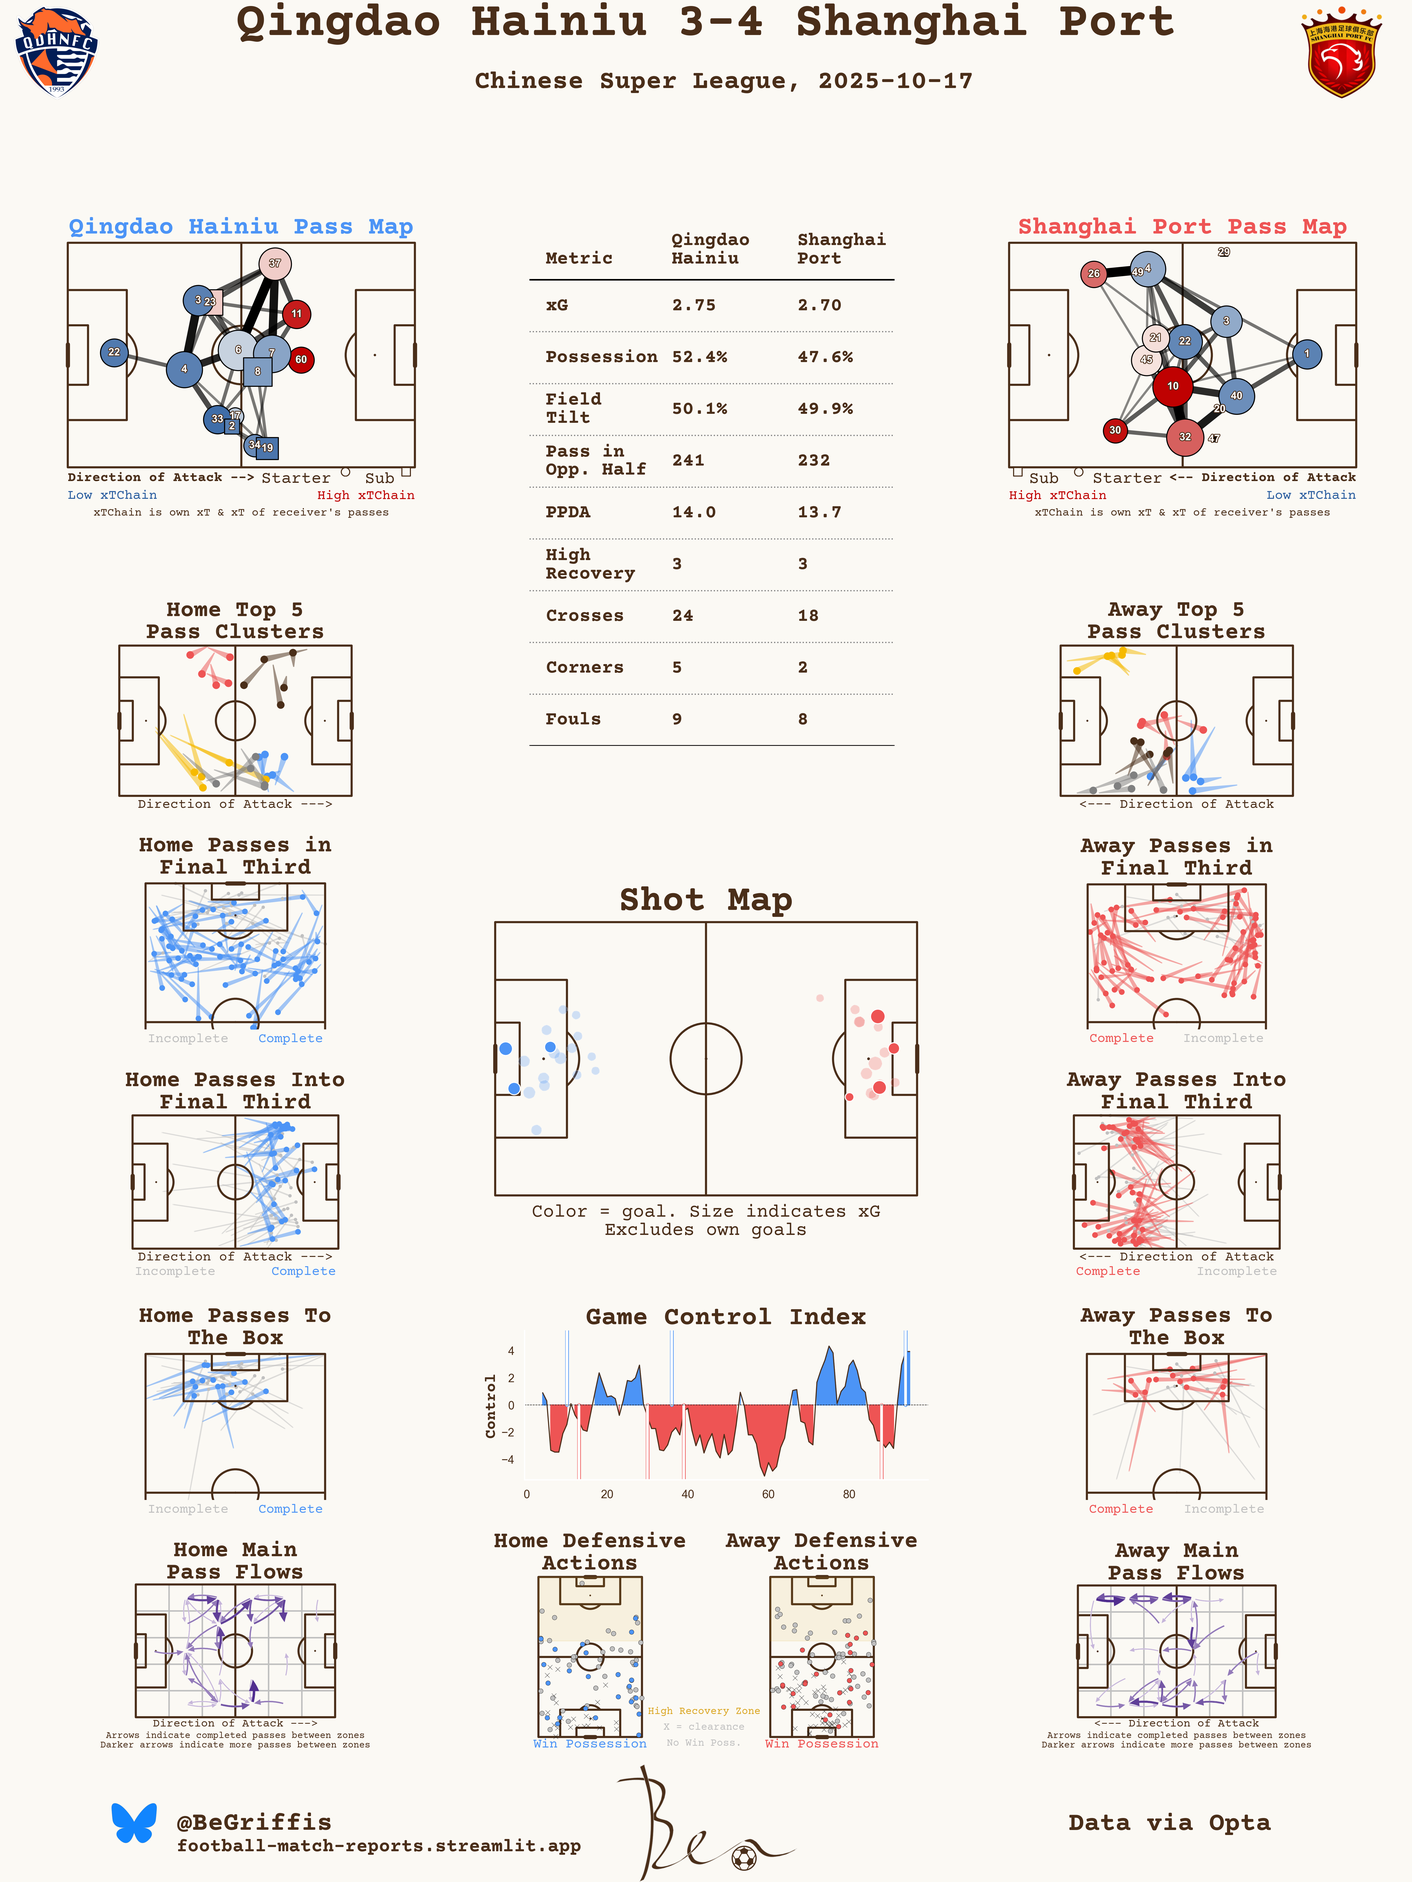 Qingdao Hainiu 3-4 Shanghai Port
Chinese Super League, 2025-10-17
QDHNFC
1993
上海海港足球俱乐部
SHANGHAI PORT FC
Qingdao Hainiu Pass Map
37
3
23
11
6
7
60
22
4
8
33
17
2
34
19
Direction of Attack --> Starter Sub
Low xTChain High xTChain
xTChain is own xT & xT of receiver's passes
Metric Qingdao Hainiu Shanghai Port
xG 2.75 2.70
Possession 52.4% 47.6%
Field Tilt 50.1% 49.9%
Pass in Opp. Half 241 232
PPDA 14.0 13.7
High Recovery 3 3
Crosses 24 18
Corners 5 2
Fouls 9 8
Shanghai Port Pass Map
29
26
49
4
3
21
22
45
1
10
40
20
30
32
47
Sub Starter <-- Direction of Attack
High xTChain Low xTChain
xTChain is own xT & xT of receiver's passes
Home Top 5
Pass Clusters
Direction of Attack --->
Away Top 5
Pass Clusters
<--- Direction of Attack
Home Passes in
Final Third
Incomplete Complete
Away Passes in
Final Third
Complete Incomplete
Shot Map
Color = goal. Size indicates xG
Excludes own goals
Home Passes Into
Final Third
Direction of Attack --->
Incomplete Complete
Away Passes Into
Final Third
<--- Direction of Attack
Complete Incomplete
Home Passes To
The Box
Incomplete Complete
Game Control Index
Control
4
2
0
−2
−4
0 20 40 60 80
Away Passes To
The Box
Complete Incomplete
Home Main
Pass Flows
Direction of Attack --->
Arrows indicate completed passes between zones
Darker arrows indicate more passes between zones
Home Defensive
Actions
Win Possession
High Recovery Zone
X = clearance
No Win Poss.
Away Defensive
Actions
Win Possession
Away Main
Pass Flows
<--- Direction of Attack
Arrows indicate completed passes between zones
Darker arrows indicate more passes between zones
@BeGriffis
football-match-reports.streamlit.app
Ben
Data via Opta